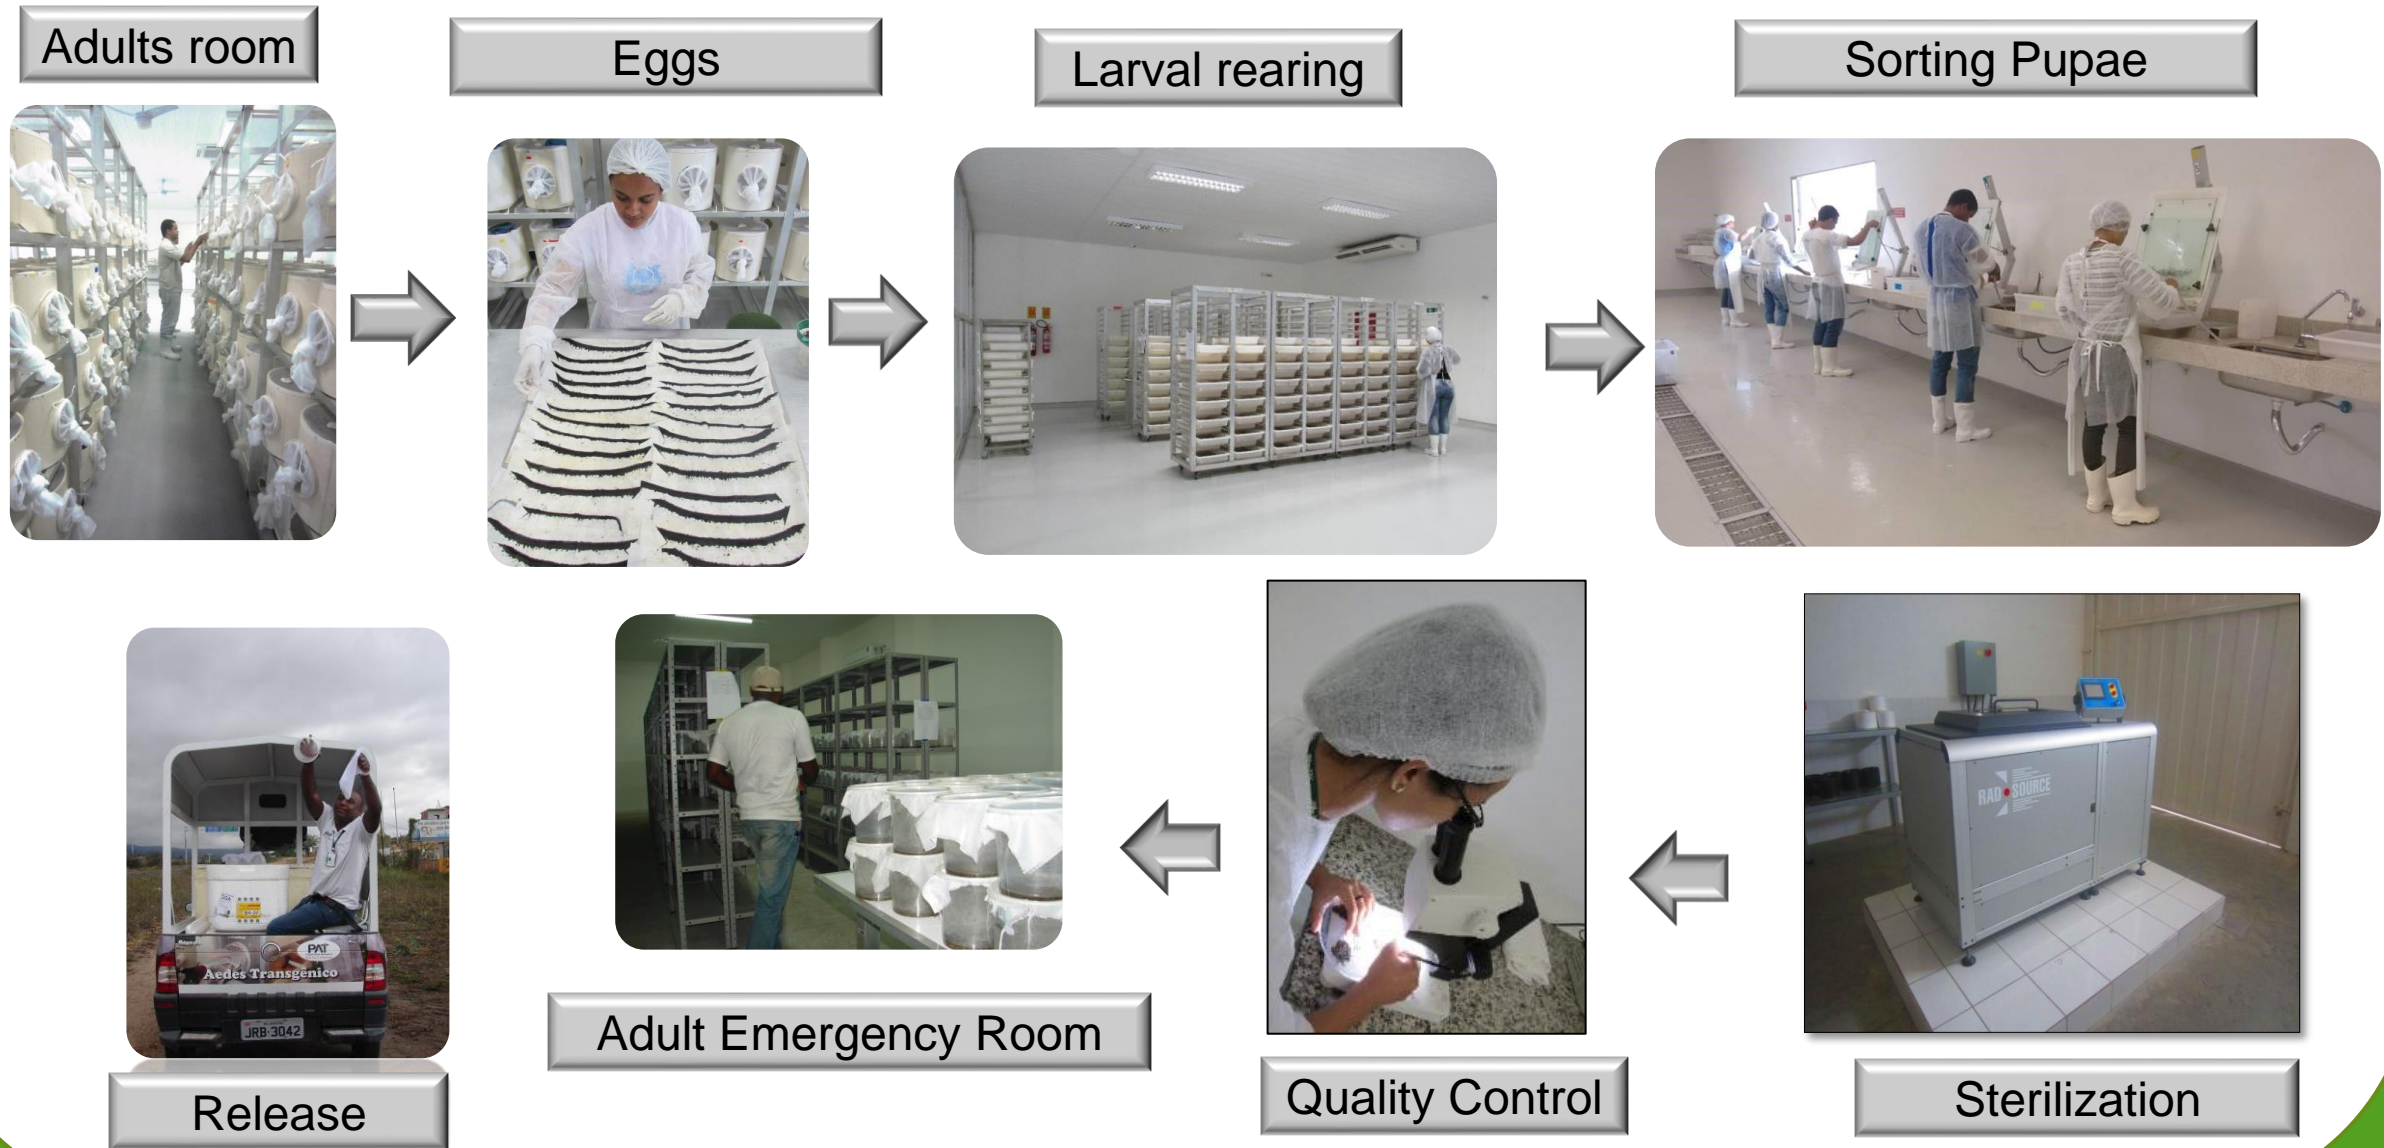 Adults room
Eggs
Larval rearing
Sorting Pupae
RAD SOURCE
PAT
Aedes Transgênico
JRB-3042
Adult Emergency Room
Release
Quality Control
Sterilization